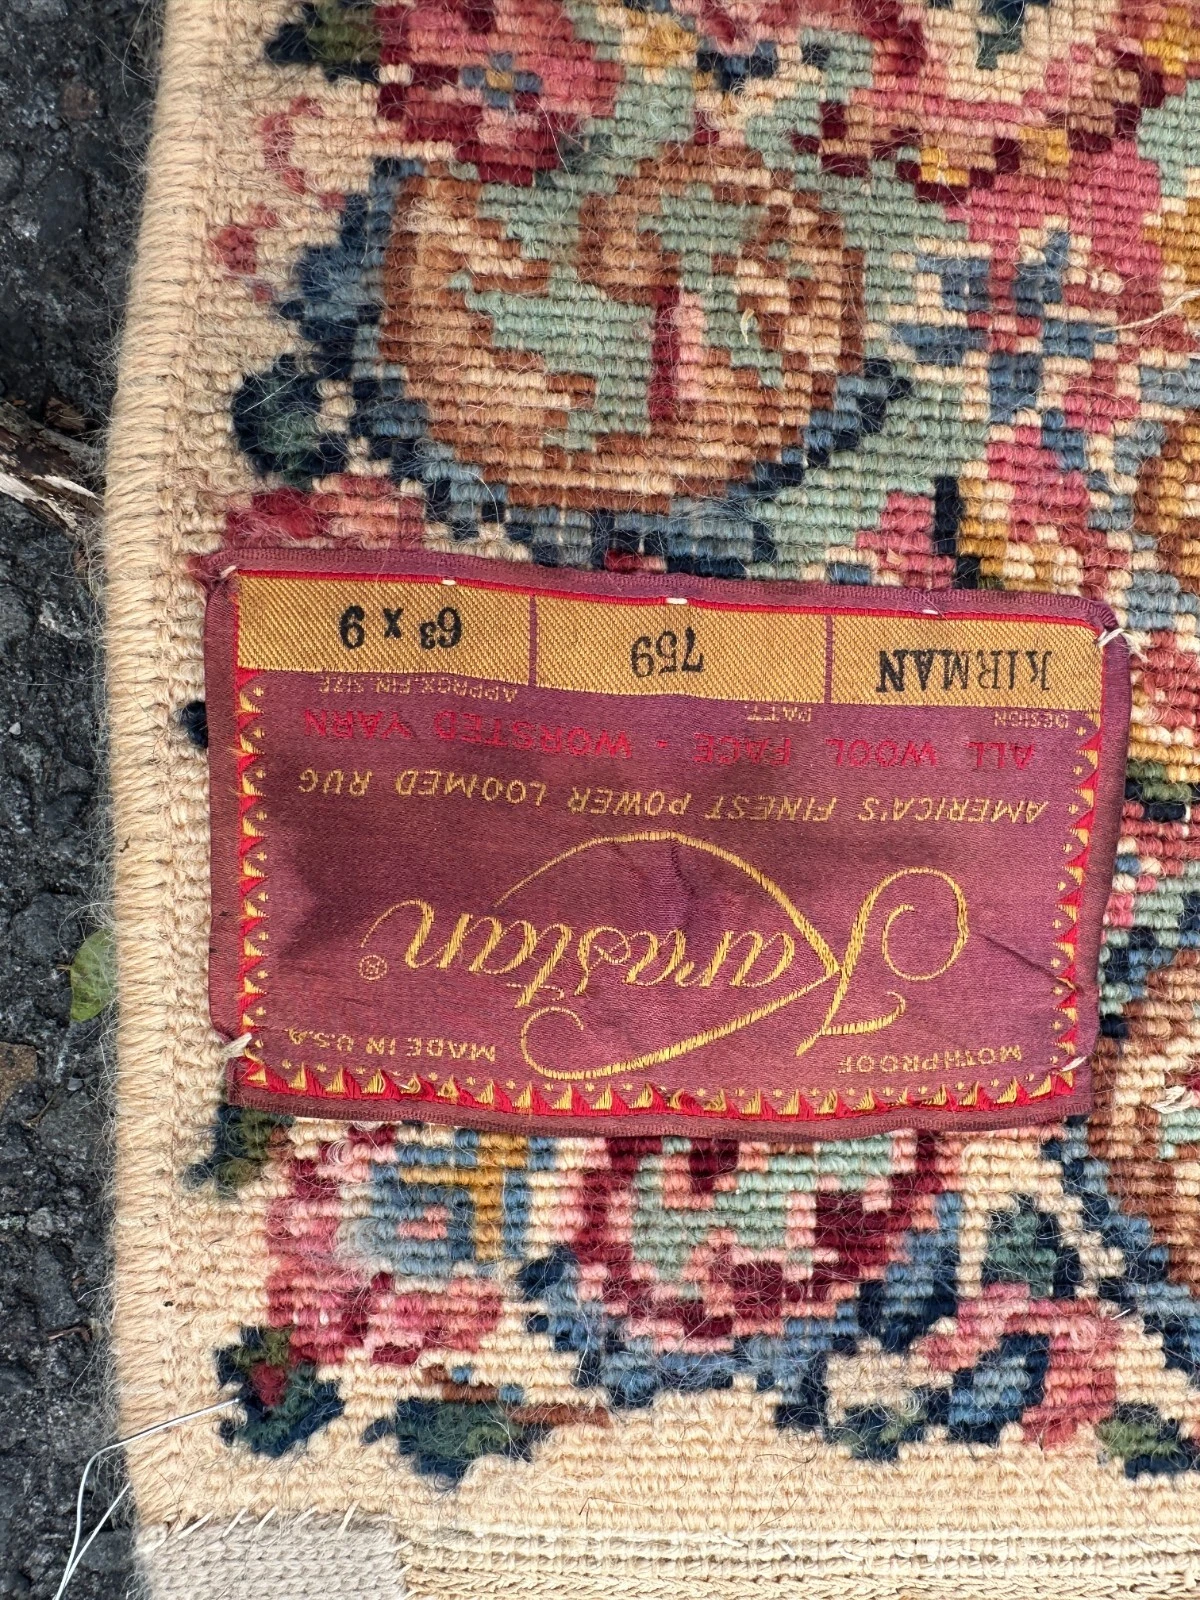 MOTHPROOF MADE IN U.S.A.
Karastan®
AMERICA'S FINEST POWER LOOMED RUG
ALL WOOL FACE - WORSTED YARN
DESIGN PATT. APPROX. FIN. SIZE
KIRMAN 759 6³ x 9